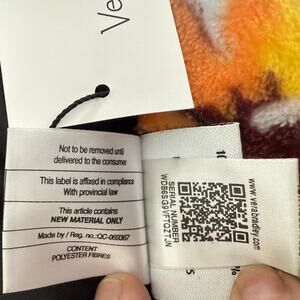 Ve
Not to be removed until
delivered to the consumer
This label is affixed in compliance
With provincial law
This article contains
NEW MATERIAL ONLY
Made by / Reg. no.:QC-069367
CONTENT
POLYESTER FIBRES
10
S
%
SERIAL NUMBER
www.verabradley.com